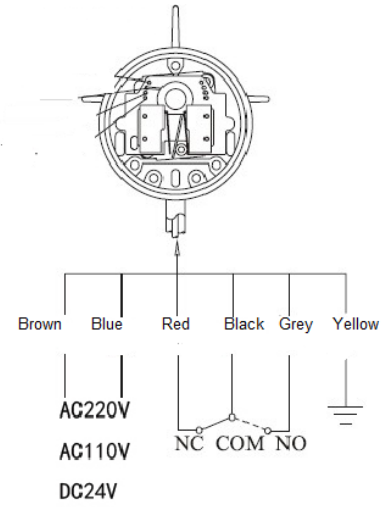 Brown Blue Red Black Grey Yellow
NC COM NO
AC220V
AC110V
DC24V